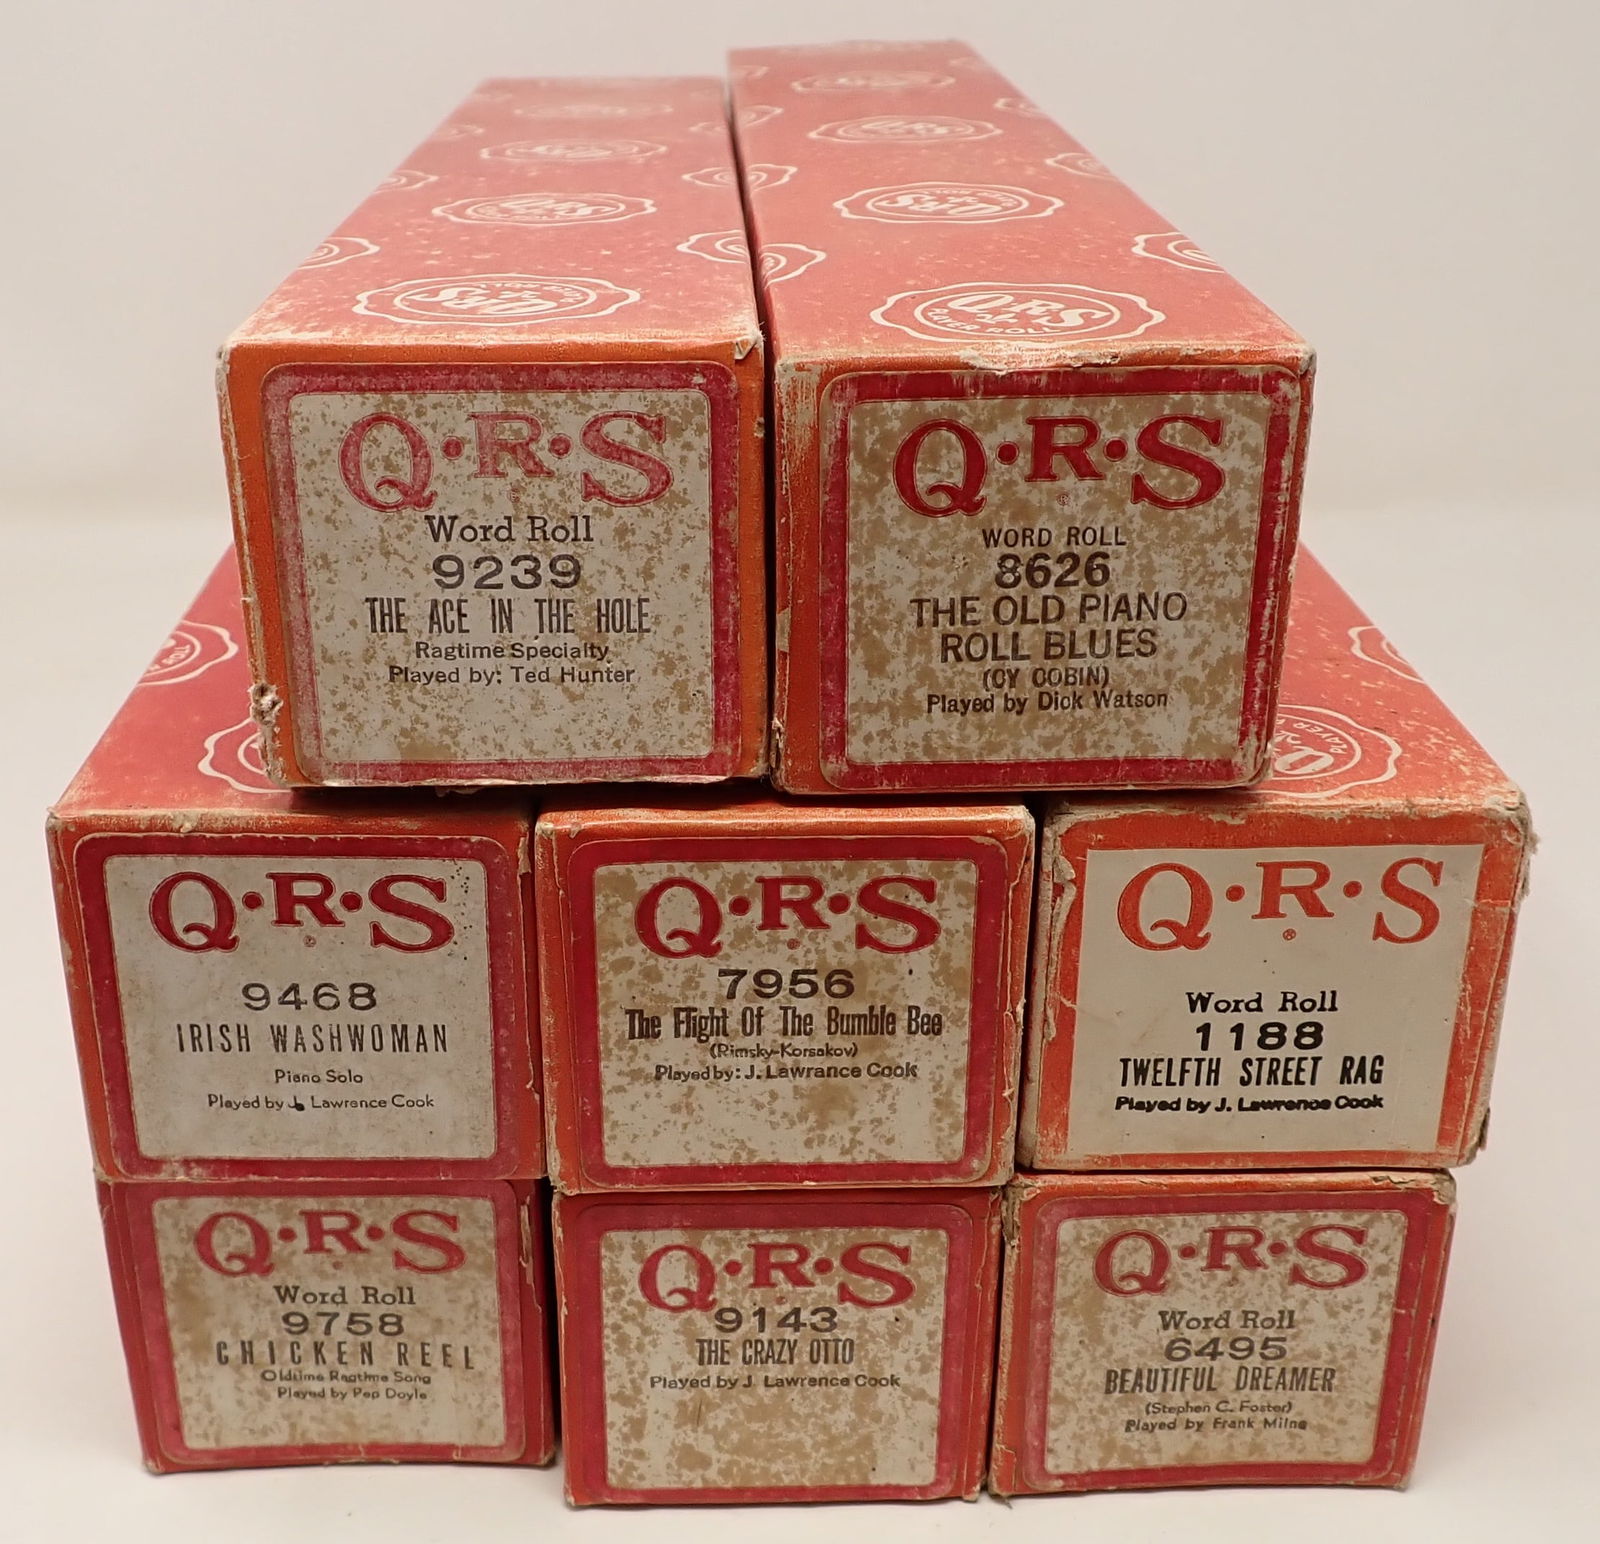 Q·R·S
PLAYER ROLL
Q·R·S
Q·R·S
Word Roll
9239
THE ACE IN THE HOLE
Ragtime Specialty
Played by: Ted Hunter
Q·R·S
WORD ROLL
8626
THE OLD PIANO
ROLL BLUES
(CY COBIN)
Played by Dick Watson
Q·R·S
9468
IRISH WASHWOMAN
Piano Solo
Played by J. Lawrence Cook
Q·R·S
7956
The Flight Of The Bumble Bee
(Rimsky-Korsakov)
Played by: J. Lawrance Cook
Q·R·S
®
Word Roll
1188
TWELFTH STREET RAG
Played by J. Lawrence Cook
Q·R·S
Word Roll
9758
CHICKEN REEL
Oldtime Ragtime Song
Played by Pep Doyle
Q·R·S
9143
THE CRAZY OTTO
Played by J. Lawrence Cook
Q·R·S
Word Roll
6495
BEAUTIFUL DREAMER
(Stephen C. Foster)
Played by Frank Milne